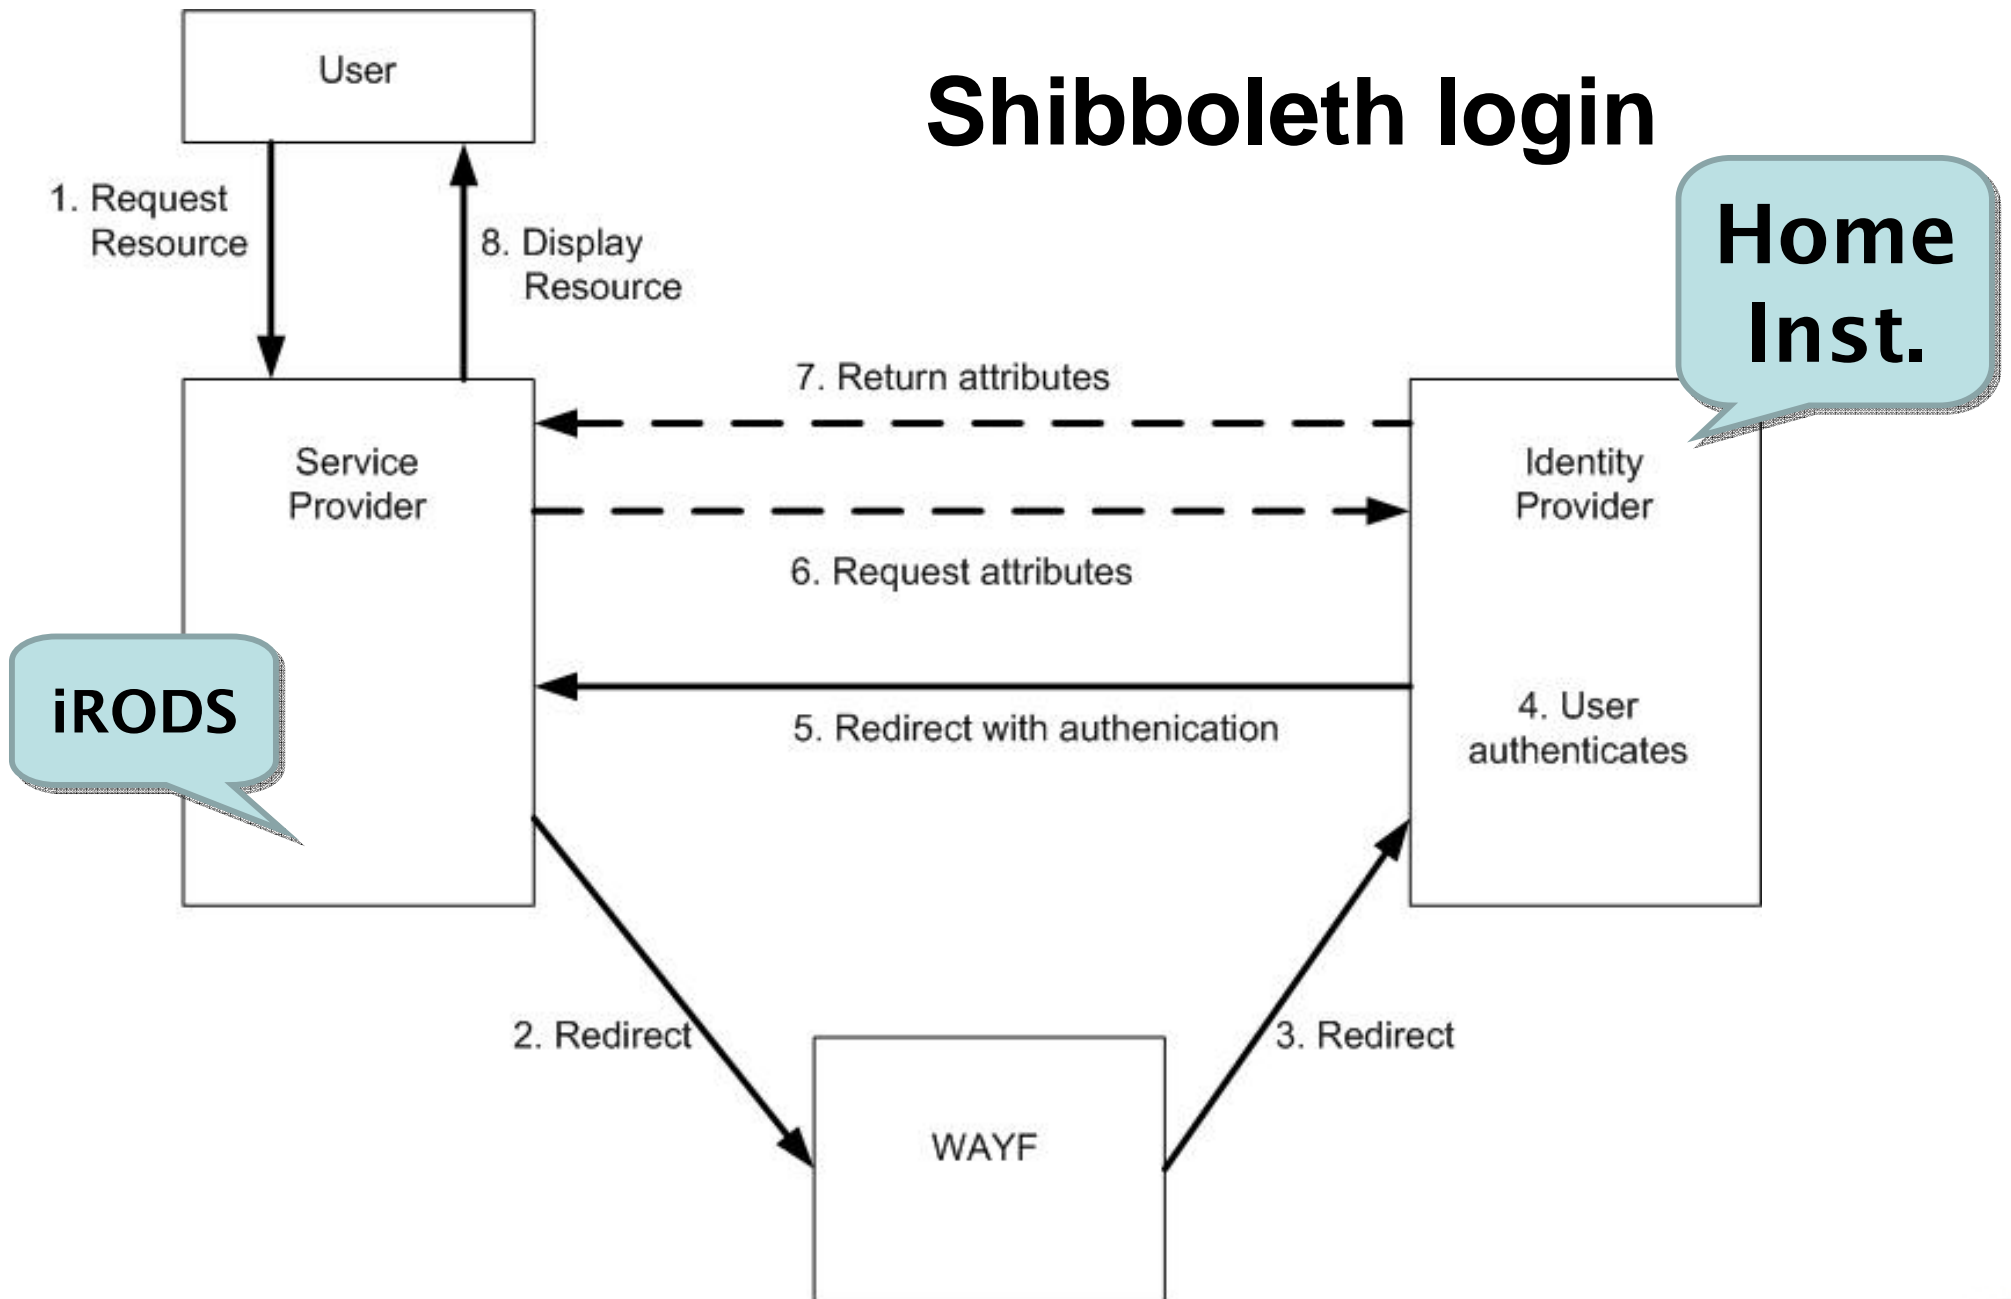 User
Shibboleth login
1. Request
Resource
8. Display
Resource
Home
Inst.
7. Return attributes
Service
Provider
Identity
Provider
6. Request attributes
iRODS
4. User
authenticates
5. Redirect with authenication
2. Redirect
3. Redirect
WAYF